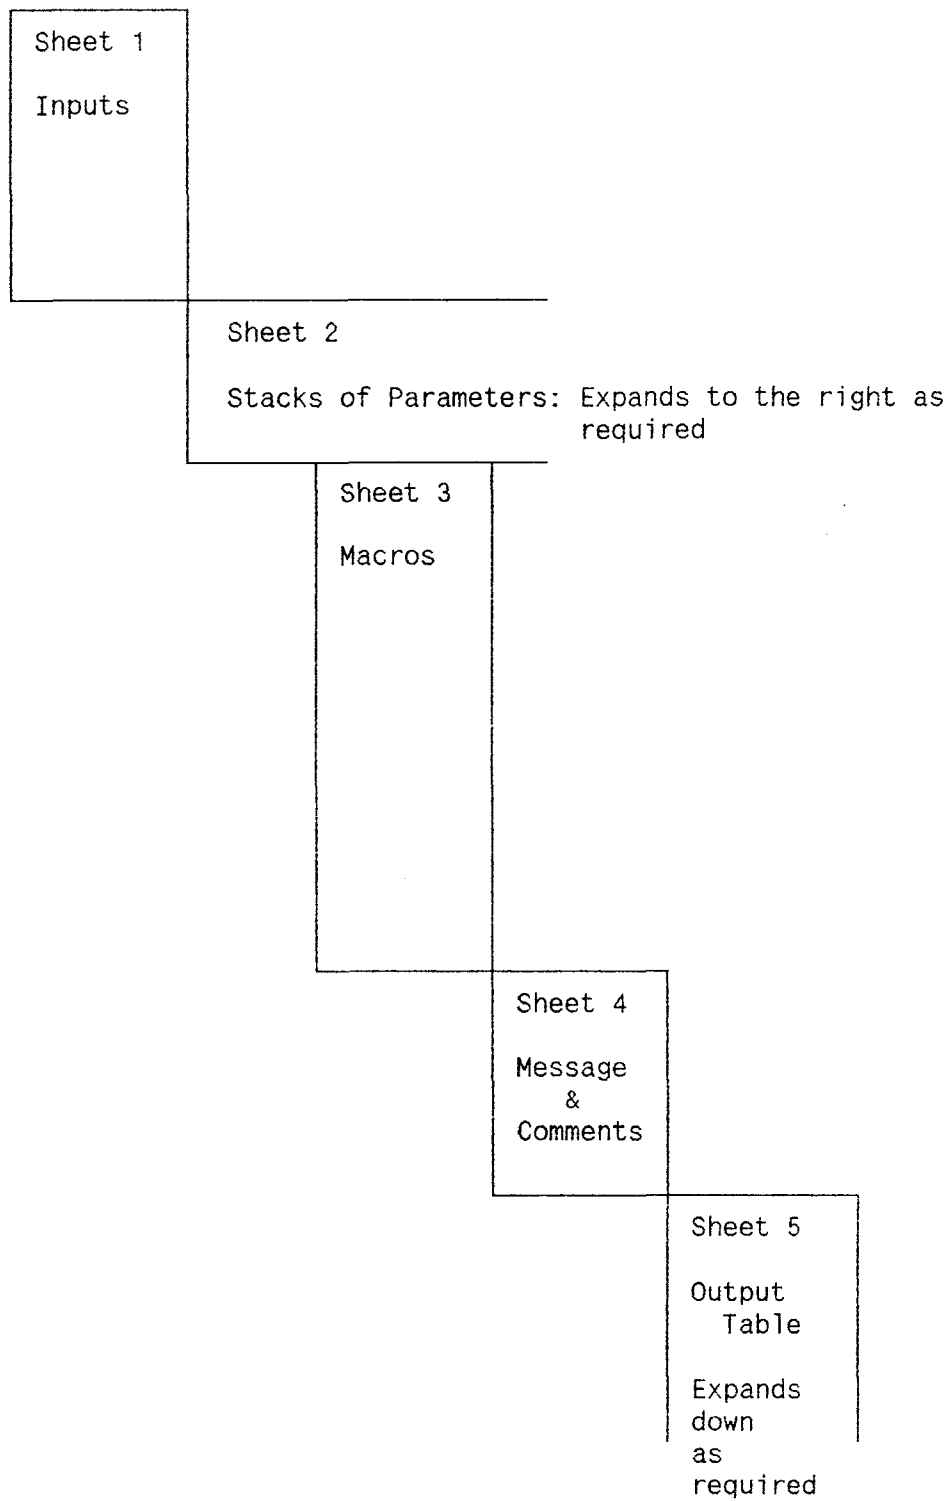 Sheet 1
Inputs
Sheet 2
Stacks of Parameters: Expands to the right as
required
Sheet 3
Macros
Sheet 4
Message
&
Comments
Sheet 5
Output
Table
Expands
down
as
required